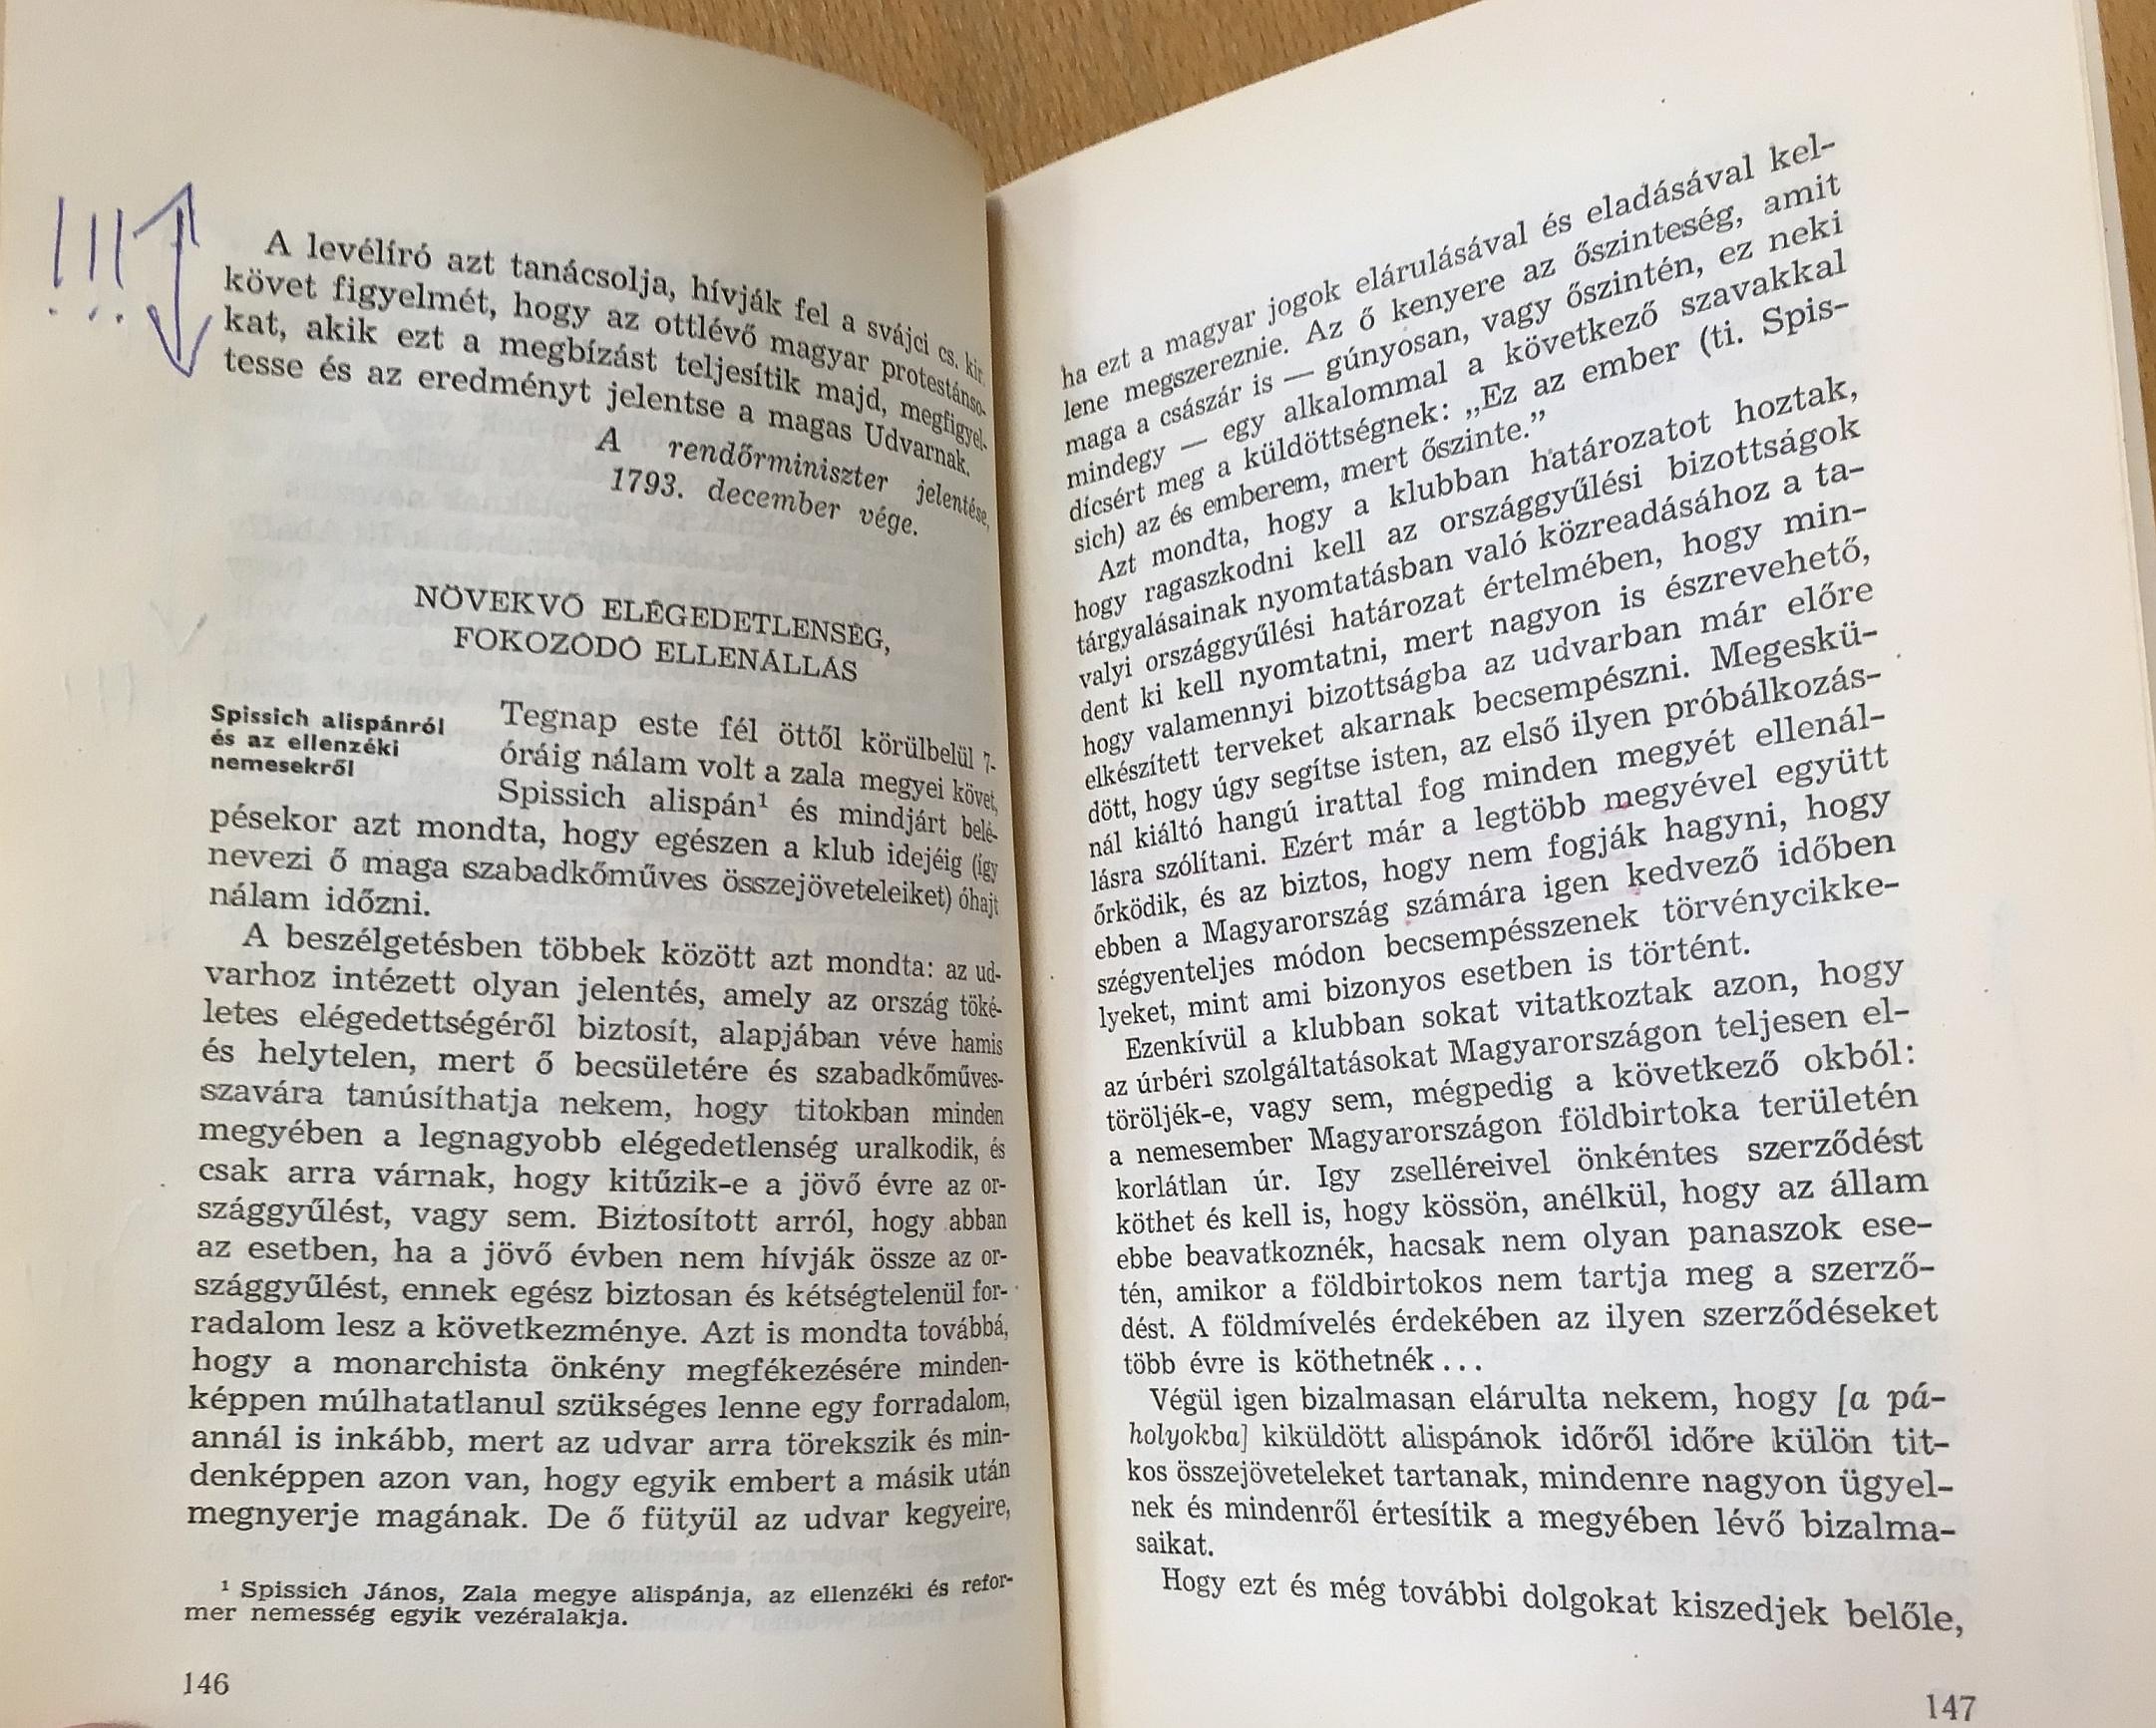 !!!
A levélíró azt tanácsolja, hívják fel a svájci cs. kir.
követ figyelmét, hogy az ottlévő magyar protestánso-
kat, akik ezt a megbízást teljesítik majd, megfigyel-
tesse és az eredményt jelentse a magas Udvarnak.
A rendőrminiszter jelentése,
1793. december vége.
NÖVEKVŐ ELÉGEDETLENSÉG,
FOKOZÓDÓ ELLENÁLLÁS
Spissich alispánról
és az ellenzéki
nemesekről
Tegnap este fél öttől körülbelül 7-
óráig nálam volt a zala megyei követ,
Spissich alispán¹ és mindjárt belé-
pésekor azt mondta, hogy egészen a klub idejéig (így
nevezi ő maga szabadkőműves összejöveteleiket) óhajt
nálam időzni.
A beszélgetésben többek között azt mondta: az ud-
varhoz intézett olyan jelentés, amely az ország töké-
letes elégedettségéről biztosít, alapjában véve hamis
és helytelen, mert ő becsületére és szabadkőműves-
szavára tanúsíthatja nekem, hogy titokban minden
megyében a legnagyobb elégedetlenség uralkodik, és
csak arra várnak, hogy kitűzik-e a jövő évre az or-
szággyűlést, vagy sem. Biztosított arról, hogy abban
az esetben, ha a jövő évben nem hívják össze az or-
szággyűlést, ennek egész biztosan és kétségtelenül for-
radalom lesz a következménye. Azt is mondta továbbá,
hogy a monarchista önkény megfékezésére minden-
képpen múlhatatlanul szükséges lenne egy forradalom,
annál is inkább, mert az udvar arra törekszik és min-
denképpen azon van, hogy egyik embert a másik után
megnyerje magának. De ő fütyül az udvar kegyeire,
¹ Spissich János, Zala megye alispánja, az ellenzéki és refor-
mer nemesség egyik vezéralakja.
146
ha ezt a magyar jogok elárulásával és eladásával kel-
lene megszereznie. Az ő kenyere az őszinteség, amit
maga a császár is — gúnyosan, vagy őszintén, ez neki
mindegy — egy alkalommal a következő szavakkal
dícsért meg a küldöttségnek: „Ez az ember (ti. Spis-
sich) az és emberem, mert őszinte.”
Azt mondta, hogy a klubban határozatot hoztak,
hogy ragaszkodni kell az országgyűlési bizottságok
tárgyalásainak nyomtatásban való közreadásához a ta-
valyi országgyűlési határozat értelmében, hogy min-
dent ki kell nyomtatni, mert nagyon is észrevehető,
hogy valamennyi bizottságba az udvarban már előre
elkészített terveket akarnak becsempészni. Megeskü-
dött, hogy úgy segítse isten, az első ilyen próbálkozás-
nál kiáltó hangú irattal fog minden megyét ellenál-
lásra szólítani. Ezért már a legtöbb megyével együtt
őrködik, és az biztos, hogy nem fogják hagyni, hogy
ebben a Magyarország számára igen kedvező időben
szégyenteljes módon becsempésszenek törvénycikke-
lyeket, mint ami bizonyos esetben is történt.
Ezenkívül a klubban sokat vitatkoztak azon, hogy
az úrbéri szolgáltatásokat Magyarországon teljesen el-
töröljék-e, vagy sem, mégpedig a következő okból:
a nemesember Magyarországon földbirtoka területén
korlátlan úr. Igy zselléreivel önkéntes szerződést
köthet és kell is, hogy kössön, anélkül, hogy az állam
ebbe beavatkoznék, hacsak nem olyan panaszok ese-
tén, amikor a földbirtokos nem tartja meg a szerző-
dést. A földmívelés érdekében az ilyen szerződéseket
több évre is köthetnék...
Végül igen bizalmasan elárulta nekem, hogy [a pá-
holyokba] kiküldött alispánok időről időre külön tit-
kos összejöveteleket tartanak, mindenre nagyon ügyel-
nek és mindenről értesítik a megyében lévő bizalma-
saikat.
Hogy ezt és még további dolgokat kiszedjek belőle,
147